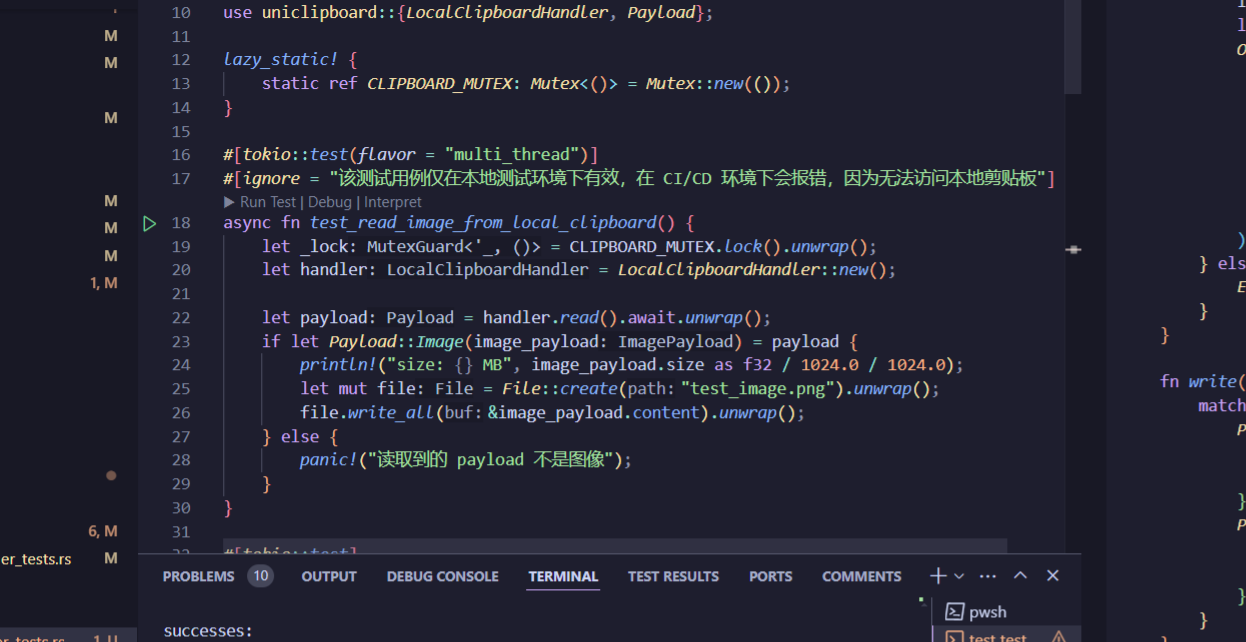 M
M
M
M
M
M
1, M
6, M
er_tests.rs M
10 use uniclipboard::{LocalClipboardHandler, Payload};
11
12 lazy_static! {
13 static ref CLIPBOARD_MUTEX: Mutex<()> = Mutex::new(());
14 }
15
16 #[tokio::test(flavor = "multi_thread")]
17 #[ignore = "该测试用例仅在本地测试环境下有效，在 CI/CD 环境下会报错，因为无法访问本地剪贴板"]
▶ Run Test | Debug | Interpret
18 async fn test_read_image_from_local_clipboard() {
19 let _lock: MutexGuard<'_, ()> = CLIPBOARD_MUTEX.lock().unwrap();
20 let handler: LocalClipboardHandler = LocalClipboardHandler::new();
21
22 let payload: Payload = handler.read().await.unwrap();
23 if let Payload::Image(image_payload: ImagePayload) = payload {
24 println!("size: {} MB", image_payload.size as f32 / 1024.0 / 1024.0);
25 let mut file: File = File::create(path: "test_image.png").unwrap();
26 file.write_all(buf: &image_payload.content).unwrap();
27 } else {
28 panic!("读取到的 payload 不是图像");
29 }
30 }
31
32 #[tokio::test]
)
} els
E
}
}
fn write(
match
P
}
P
}
}
PROBLEMS 10 OUTPUT DEBUG CONSOLE TERMINAL TEST RESULTS PORTS COMMENTS
successes:
pwsh
test test